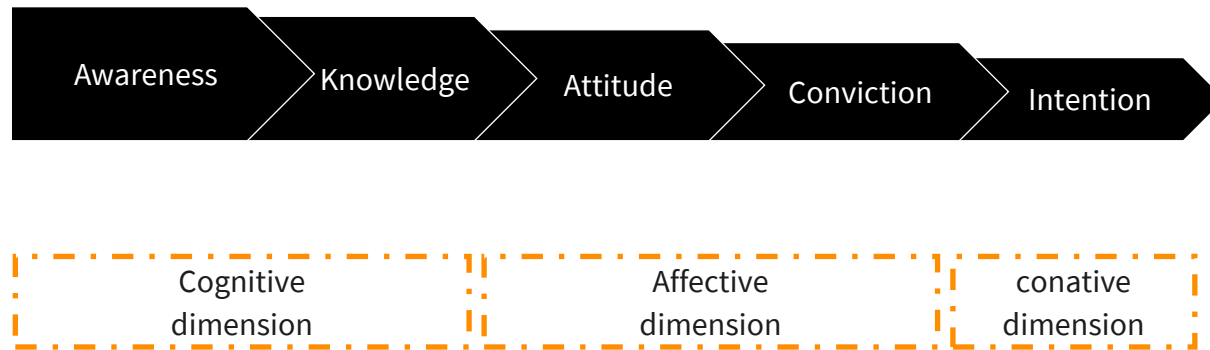 Awareness
Knowledge
Attitude
Conviction
Intention
Cognitive
dimension
Affective
dimension
conative
dimension